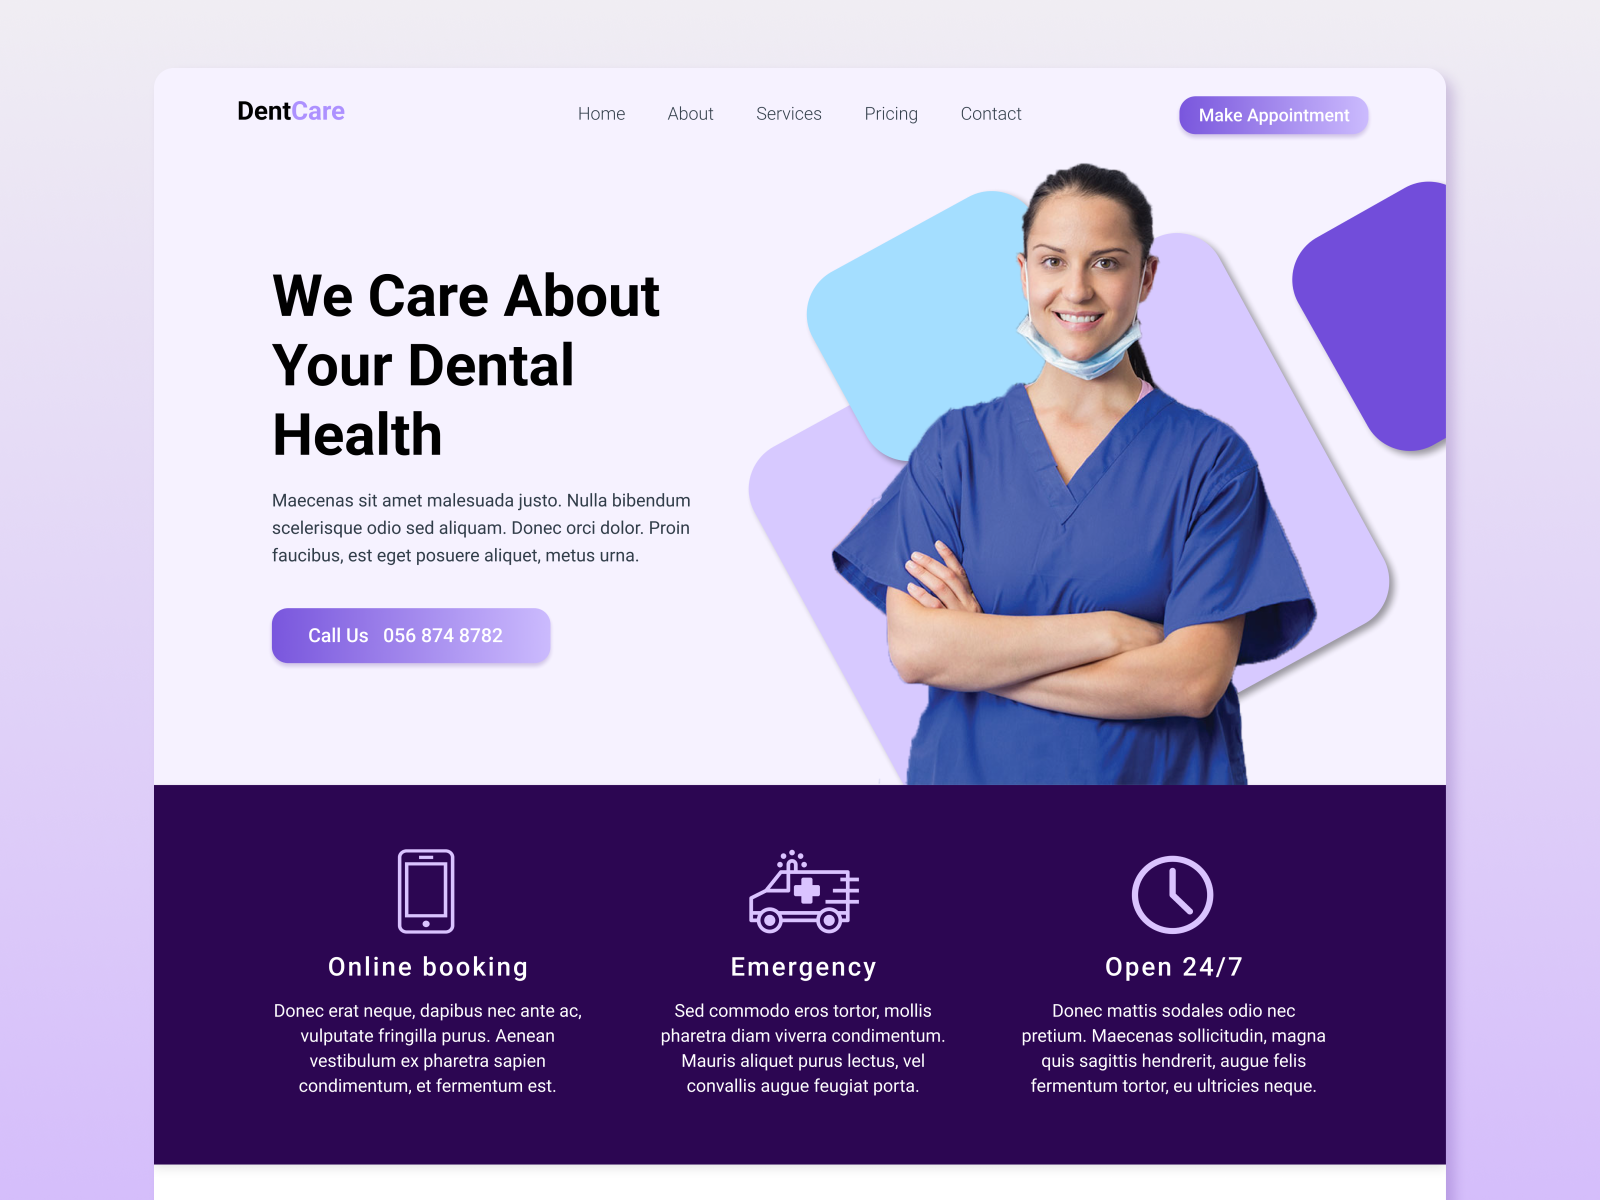 DentCare
Home About Services Pricing Contact
Make Appointment
We Care About
Your Dental
Health
Maecenas sit amet malesuada justo. Nulla bibendum
scelerisque odio sed aliquam. Donec orci dolor. Proin
faucibus, est eget posuere aliquet, metus urna.
Call Us 056 874 8782
Online booking
Donec erat neque, dapibus nec ante ac,
vulputate fringilla purus. Aenean
vestibulum ex pharetra sapien
condimentum, et fermentum est.
Emergency
Sed commodo eros tortor, mollis
pharetra diam viverra condimentum.
Mauris aliquet purus lectus, vel
convallis augue feugiat porta.
Open 24/7
Donec mattis sodales odio nec
pretium. Maecenas sollicitudin, magna
quis sagittis hendrerit, augue felis
fermentum tortor, eu ultricies neque.